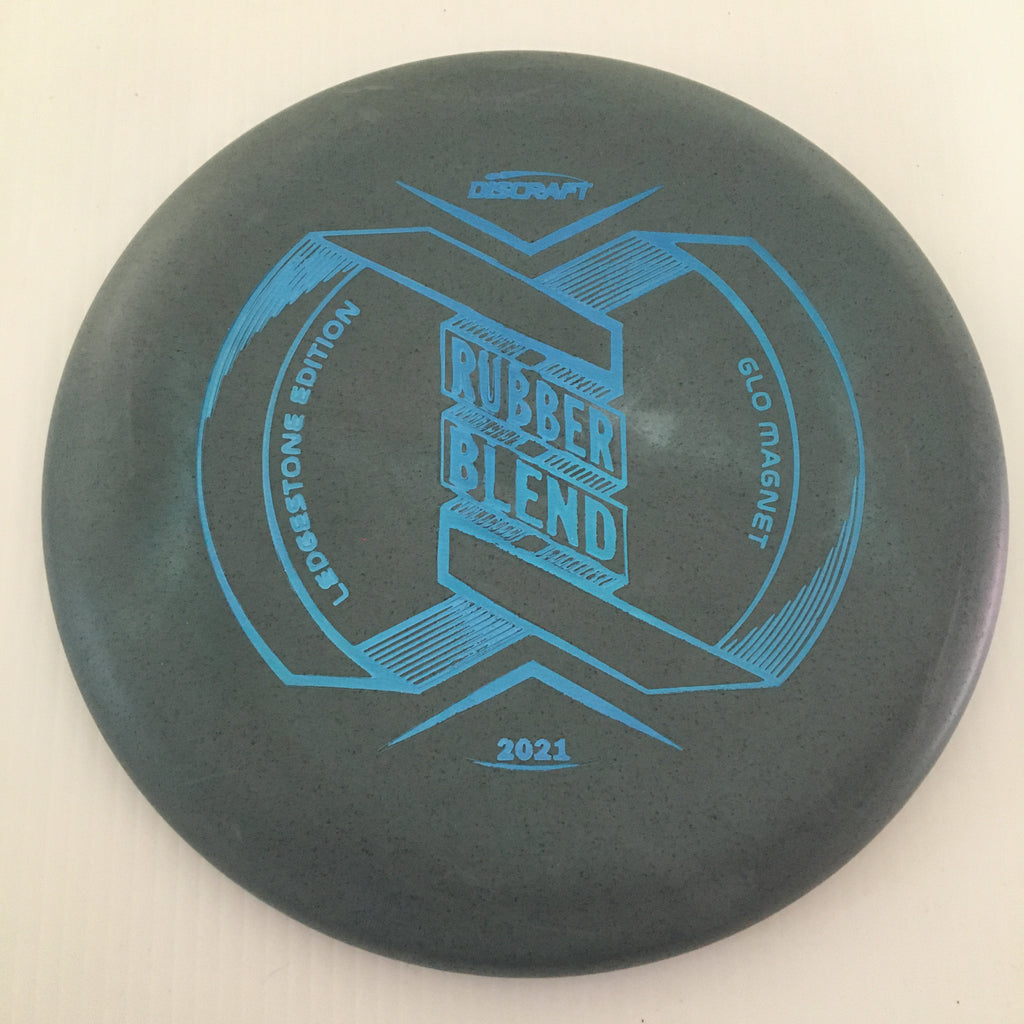 DISCRAFT
LEDGESTONE EDITION
RUBBER
BLEND
GLO MAGNET
2021